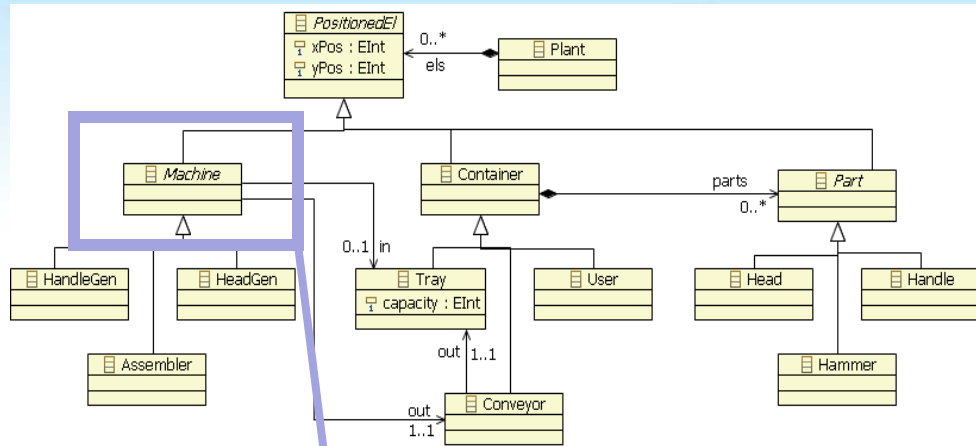 PositionedEl
xPos : EInt
yPos : EInt
0..*
els
Plant
Machine
Container
parts
0..*
Part
0..1 in
HandleGen
HeadGen
Tray
capacity : EInt
User
Head
Handle
out 1..1
Assembler
Hammer
out
1..1
Conveyor